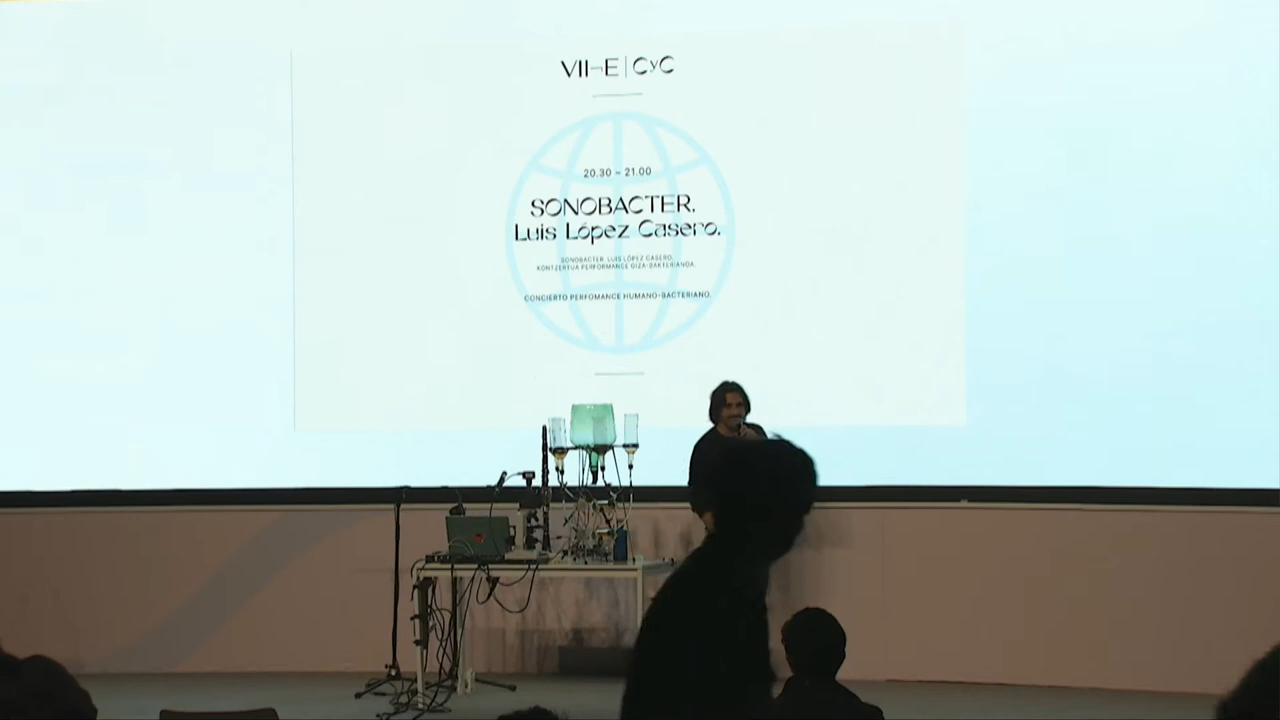 VII¬E | CyC
20.30 – 21.00
SONOBACTER.
Luis López Casero.
SONOBACTER. LUIS LÓPEZ CASERO.
KONTZERTUA PERFORMANCE GIZA-BAKTERIANOA.
CONCIERTO PERFOMANCE HUMANO-BACTERIANO.